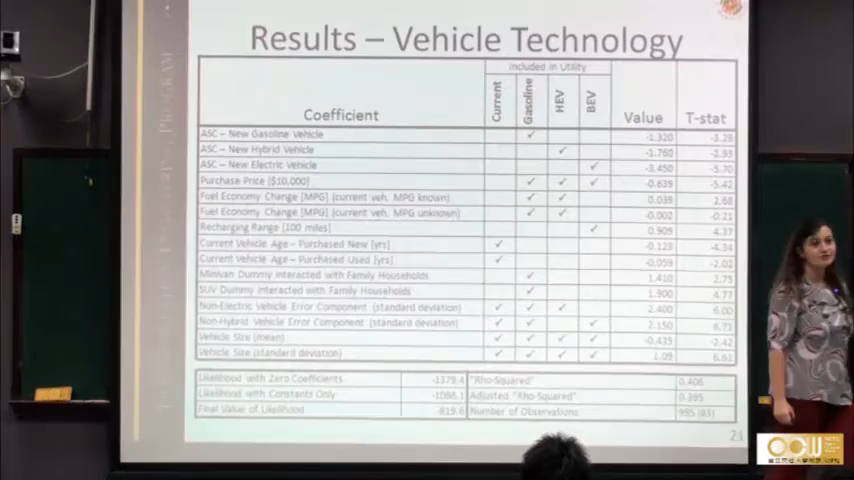 Results – Vehicle Technology
Included in Utility
Coefficient Current Gasoline HEV BEV Value T-stat
ASC – New Gasoline Vehicle ✓ -1.320 -3.28
ASC – New Hybrid Vehicle ✓ -1.760 -2.93
ASC – New Electric Vehicle ✓ -3.450 -5.70
Purchase Price [$10,000] ✓ ✓ ✓ -0.639 -5.42
Fuel Economy Change [MPG] (current veh. MPG known) ✓ ✓ 0.039 2.68
Fuel Economy Change [MPG] (current veh. MPG unknown) ✓ ✓ -0.002 -0.21
Recharging Range [100 miles] ✓ 0.909 4.37
Current Vehicle Age – Purchased New [yrs] ✓ -0.123 -4.34
Current Vehicle Age – Purchased Used [yrs] ✓ -0.059 -2.02
Minivan Dummy interacted with Family Households ✓ 1.410 2.75
SUV Dummy interacted with Family Households ✓ 1.900 4.77
Non-Electric Vehicle Error Component (standard deviation) ✓ ✓ ✓ 2.400 6.00
Non-Hybrid Vehicle Error Component (standard deviation) ✓ ✓ ✓ 2.150 6.71
Vehicle Size (mean) ✓ ✓ ✓ ✓ -0.435 -2.42
Vehicle Size (standard deviation) ✓ ✓ ✓ ✓ 1.09 6.61
Likelihood with Zero Coefficients -1379.4 "Rho-Squared" 0.406
Likelihood with Constants Only -1088.1 Adjusted "Rho-Squared" 0.395
Final Value of Likelihood -819.6 Number of Observations 995 (83)
21
OCW